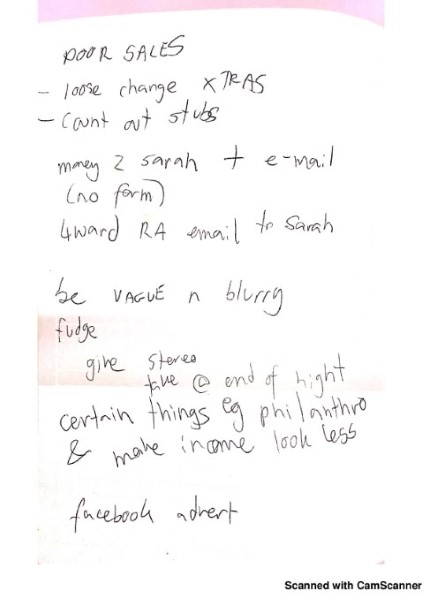 DOOR SALES
- loose change XTRAS
- Count out stubs
money 2 sarah + e-mail
(no form)
4ward RA email to Sarah
be VAGUE n blurry
fudge
give Stereo
five @ end of night
certain things eg philanthro
& make income look less
facebook advert
Scanned with CamScanner